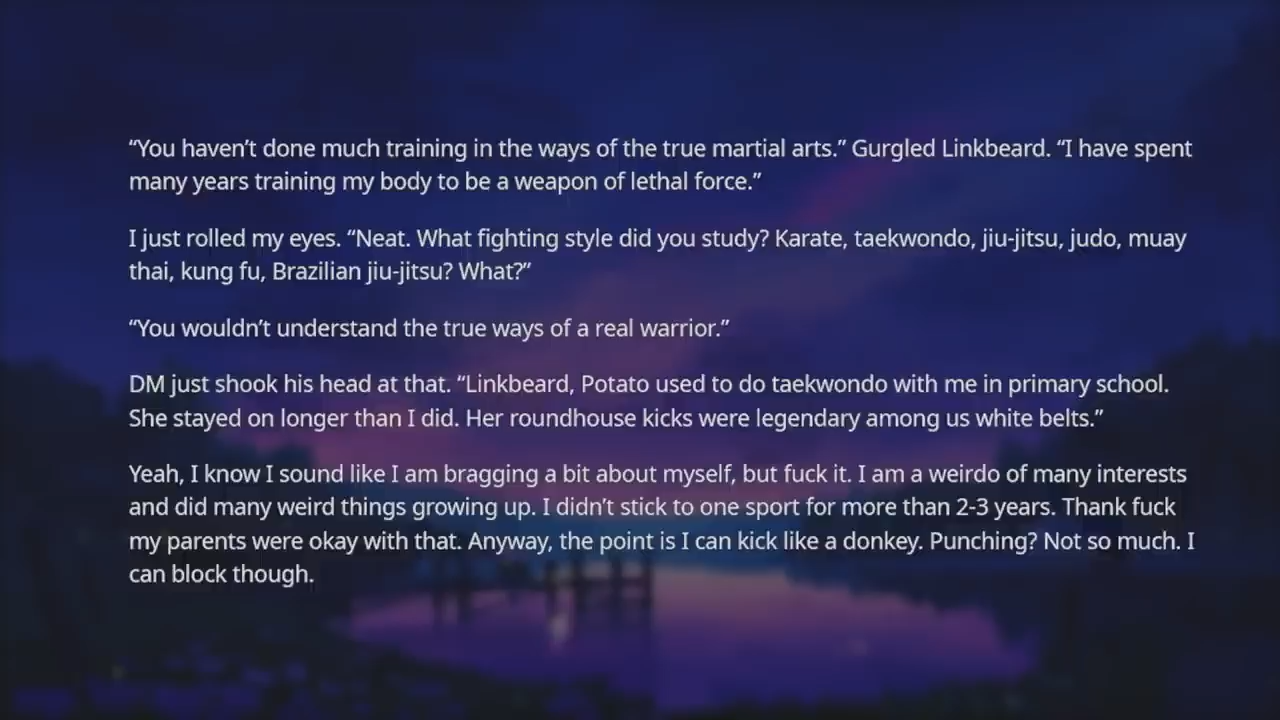 “You haven’t done much training in the ways of the true martial arts.” Gurgled Linkbeard. “I have spent
many years training my body to be a weapon of lethal force.”
I just rolled my eyes. “Neat. What fighting style did you study? Karate, taekwondo, jiu-jitsu, judo, muay
thai, kung fu, Brazilian jiu-jitsu? What?”
“You wouldn’t understand the true ways of a real warrior.”
DM just shook his head at that. “Linkbeard, Potato used to do taekwondo with me in primary school.
She stayed on longer than I did. Her roundhouse kicks were legendary among us white belts.”
Yeah, I know I sound like I am bragging a bit about myself, but fuck it. I am a weirdo of many interests
and did many weird things growing up. I didn’t stick to one sport for more than 2-3 years. Thank fuck
my parents were okay with that. Anyway, the point is I can kick like a donkey. Punching? Not so much. I
can block though.